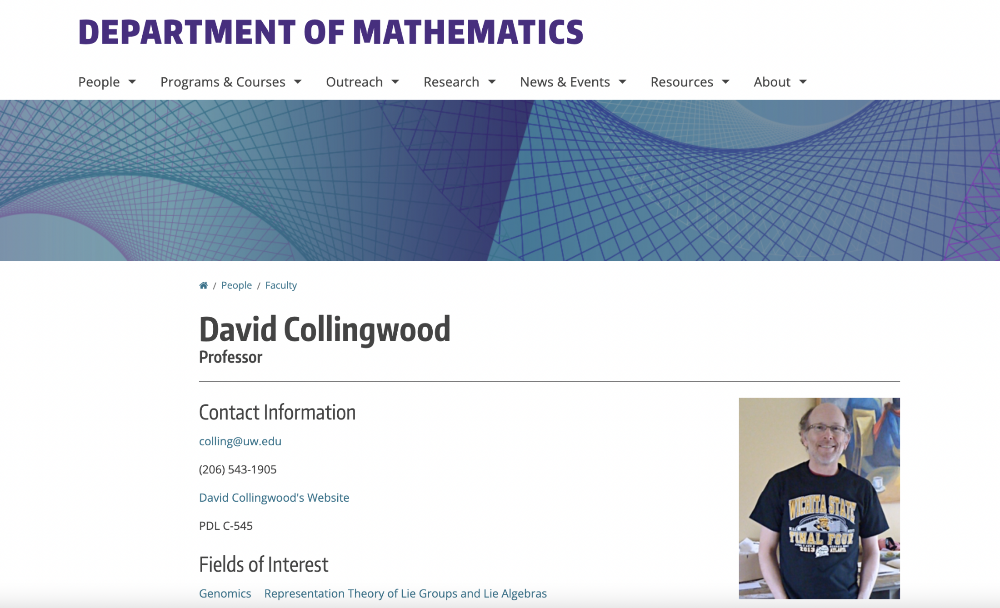 DEPARTMENT OF MATHEMATICS
People Programs & Courses Outreach Research News & Events Resources About
/ People / Faculty
David Collingwood
Professor
Contact Information
colling@uw.edu
(206) 543-1905
David Collingwood's Website
PDL C-545
Fields of Interest
Genomics Representation Theory of Lie Groups and Lie Algebras
WICHITA STATE
FINAL FOUR
2013 ATLANTA